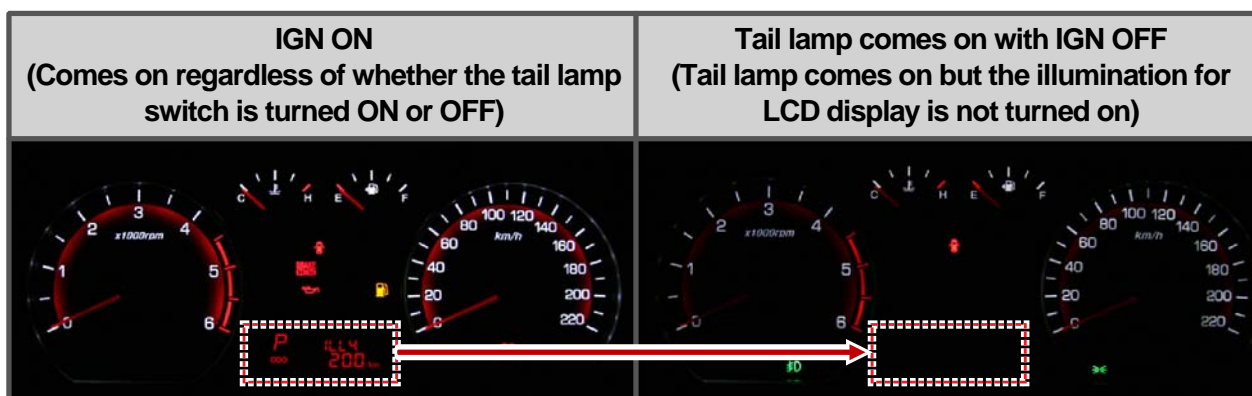 IGN ON
(Comes on regardless of whether the tail lamp
switch is turned ON or OFF)
Tail lamp comes on with IGN OFF
(Tail lamp comes on but the illumination for
LCD display is not turned on)
0 1 2 3 4 5 6
x1000rpm
C H E F
0 20 40 60 80 100 120 140 160 180 200 220
km/h
P ILL4
ODO 200 km
0 1 2 3 4 5 6
x1000rpm
C H E F
0 20 40 60 80 100 120 140 160 180 200 220
km/h